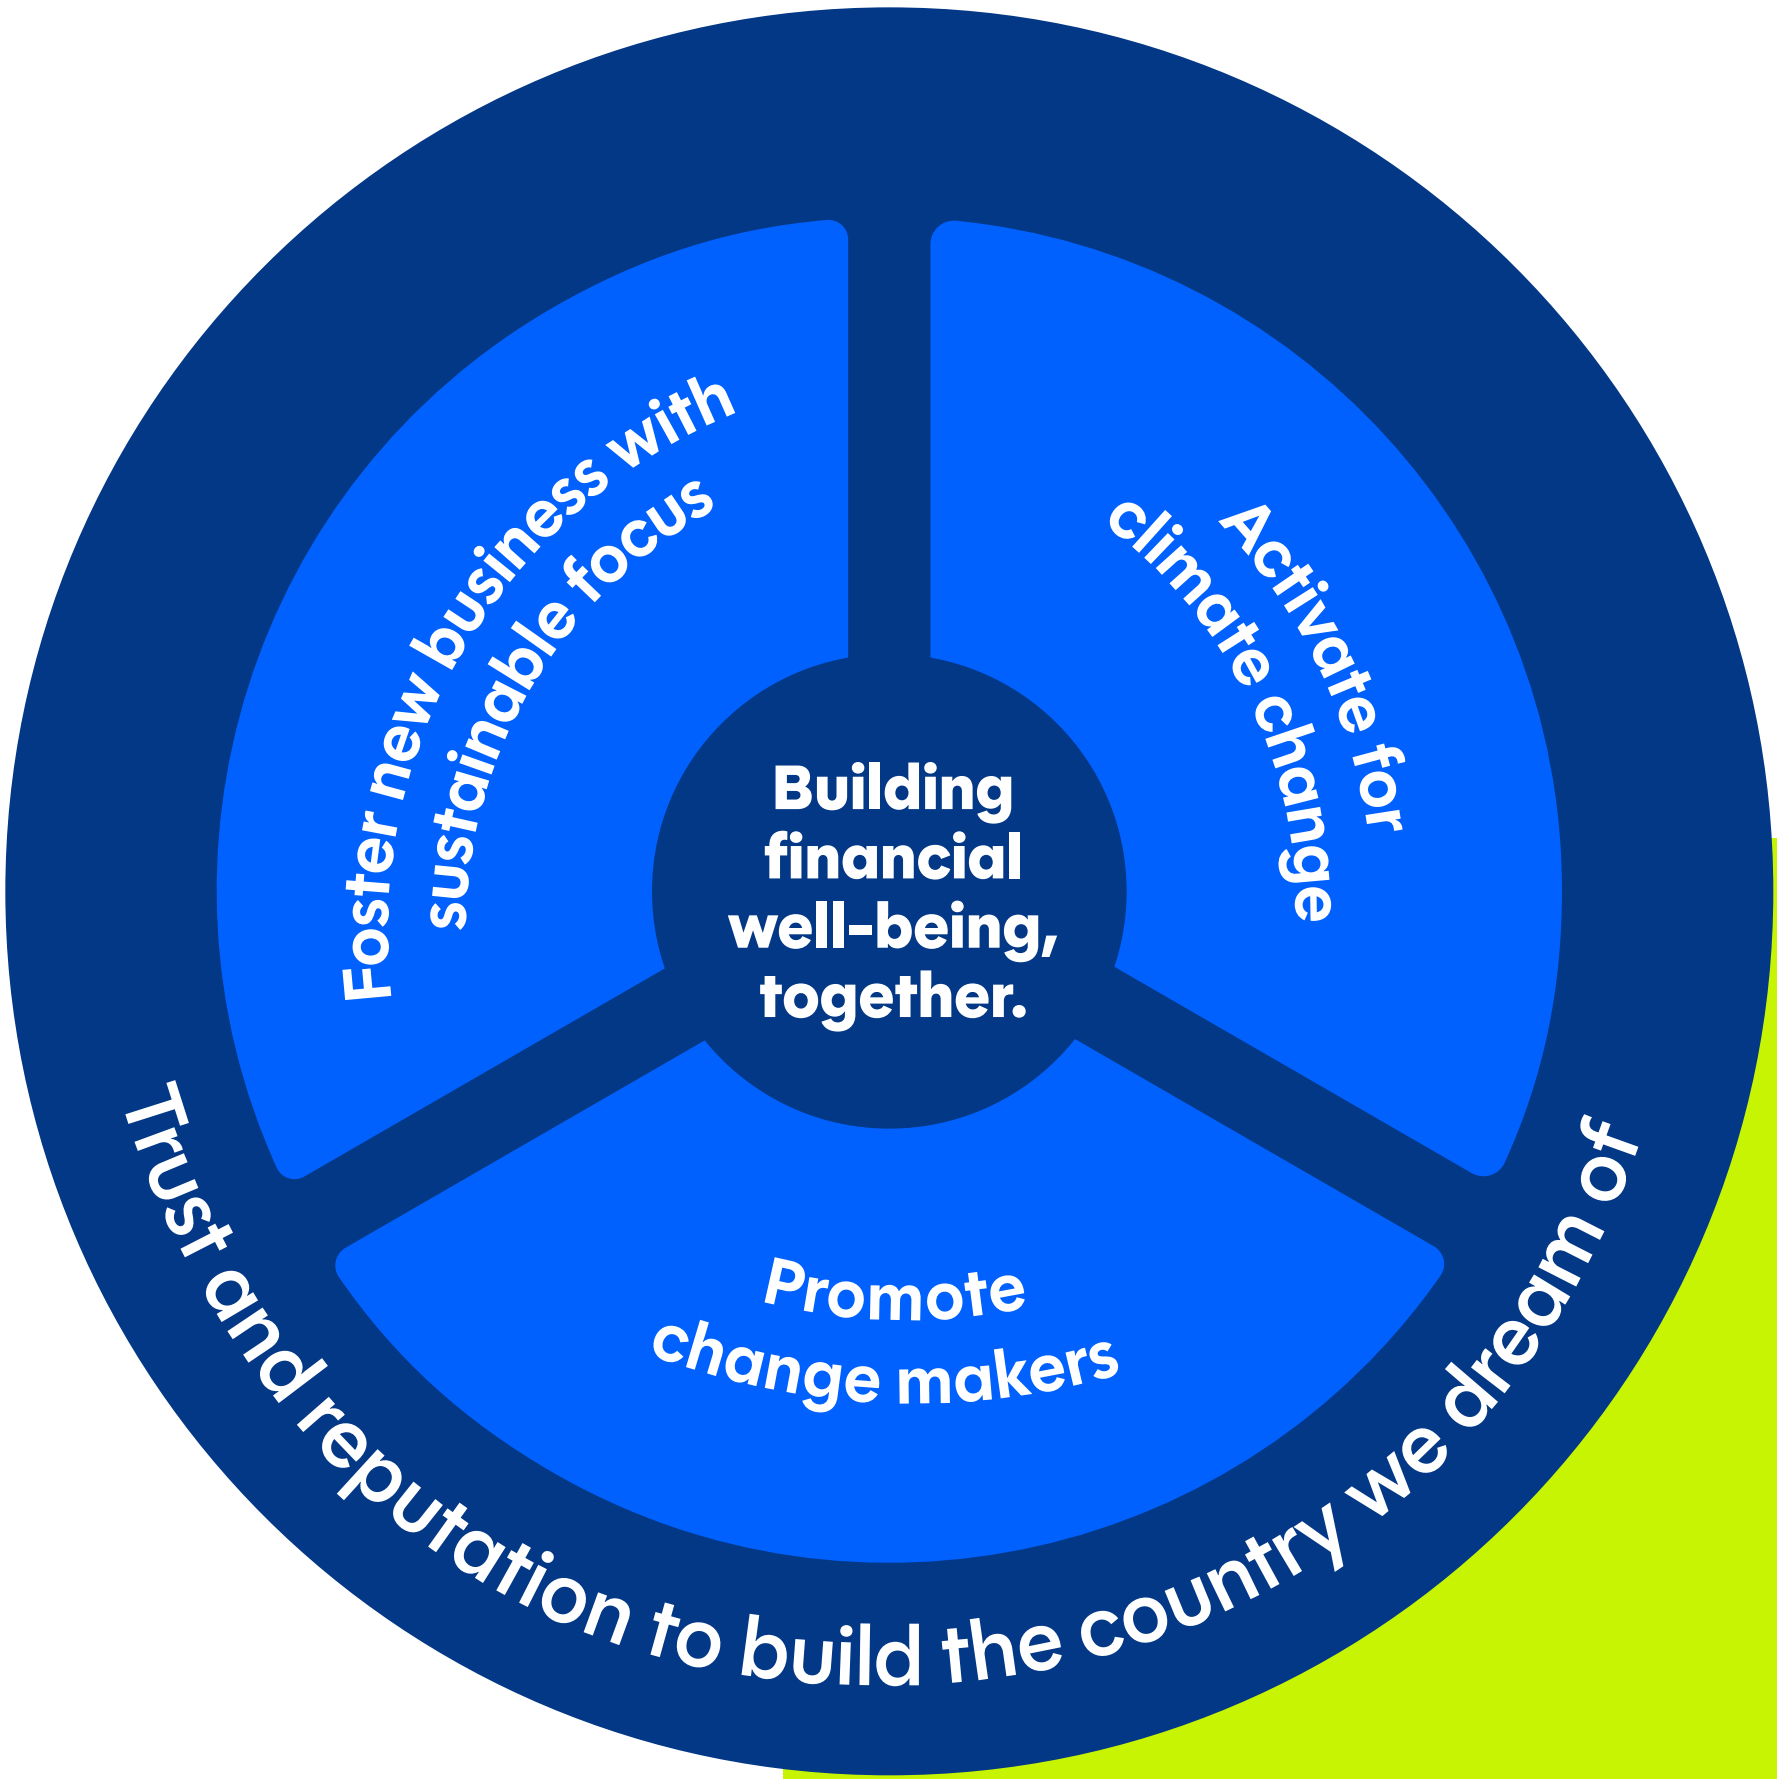 Foster new business with
sustainable focus
Activate for
climate change
Building
financial
well-being,
together.
Promote
change makers
Trust and reputation to build the country we dream of